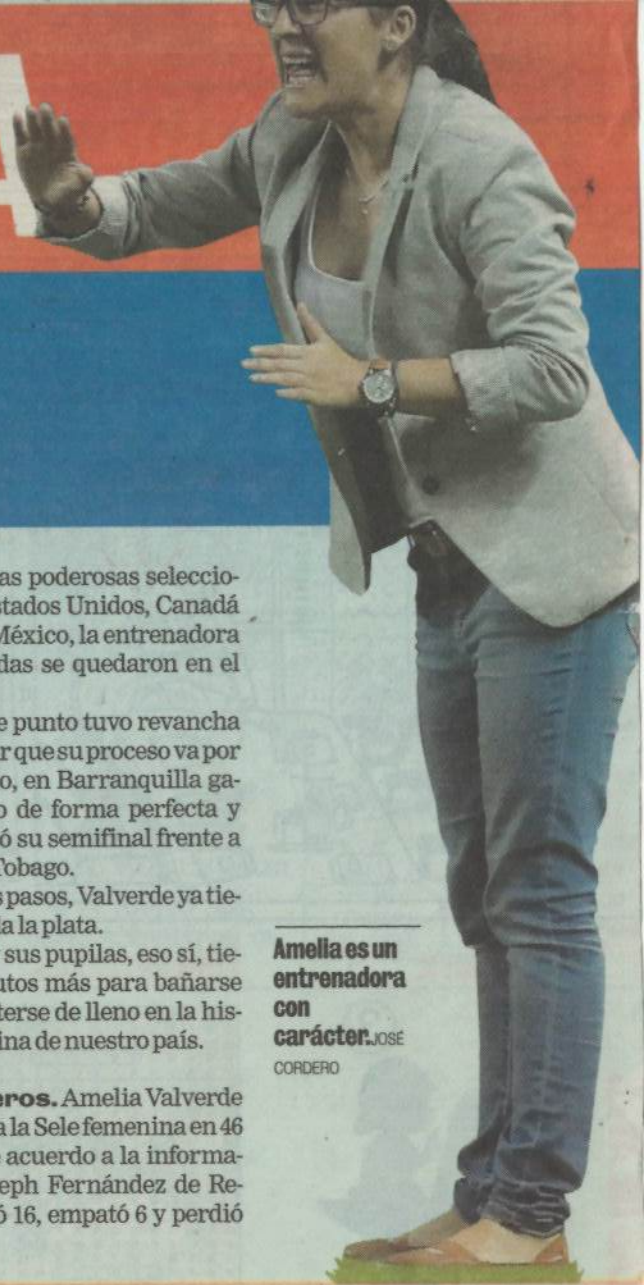 A
as poderosas seleccio-
stados Unidos, Canadá
México, la entrenadora
das se quedaron en el
e punto tuvo revancha
r que su proceso va por
o, en Barranquilla ga-
o de forma perfecta y
ó su semifinal frente a
Tobago.
s pasos, Valverde ya tie-
la la plata.
y sus pupilas, eso sí, tie-
utos más para bañarse
terse de lleno en la his-
ina de nuestro país.
eros. Amelia Valverde
a la Sele femenina en 46
e acuerdo a la informa-
eph Fernández de Re-
ó 16, empató 6 y perdió
Amelia es un
entrenadora
con
carácter. JOSÉ
CORDERO